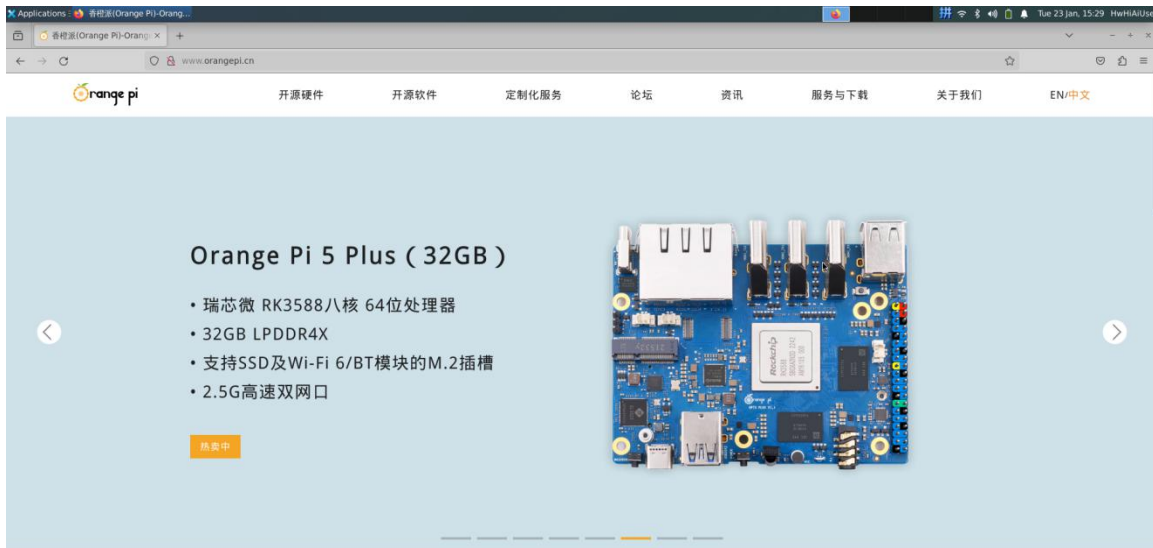 Applications 香橙派(Orange Pi)-Orang... Tue 23 Jan, 15:29 HwHiAiUse
香橙派(Orange Pi)-Orang
www.orangepi.cn
Orange pi 开源硬件 开源软件 定制化服务 论坛 资讯 服务与下载 关于我们 EN/中文
Orange Pi 5 Plus（32GB）
• 瑞芯微 RK3588八核 64位处理器
• 32GB LPDDR4X
• 支持SSD及Wi-Fi 6/BT模块的M.2插槽
• 2.5G高速双网口
热卖中
Rockchip
Orange pi